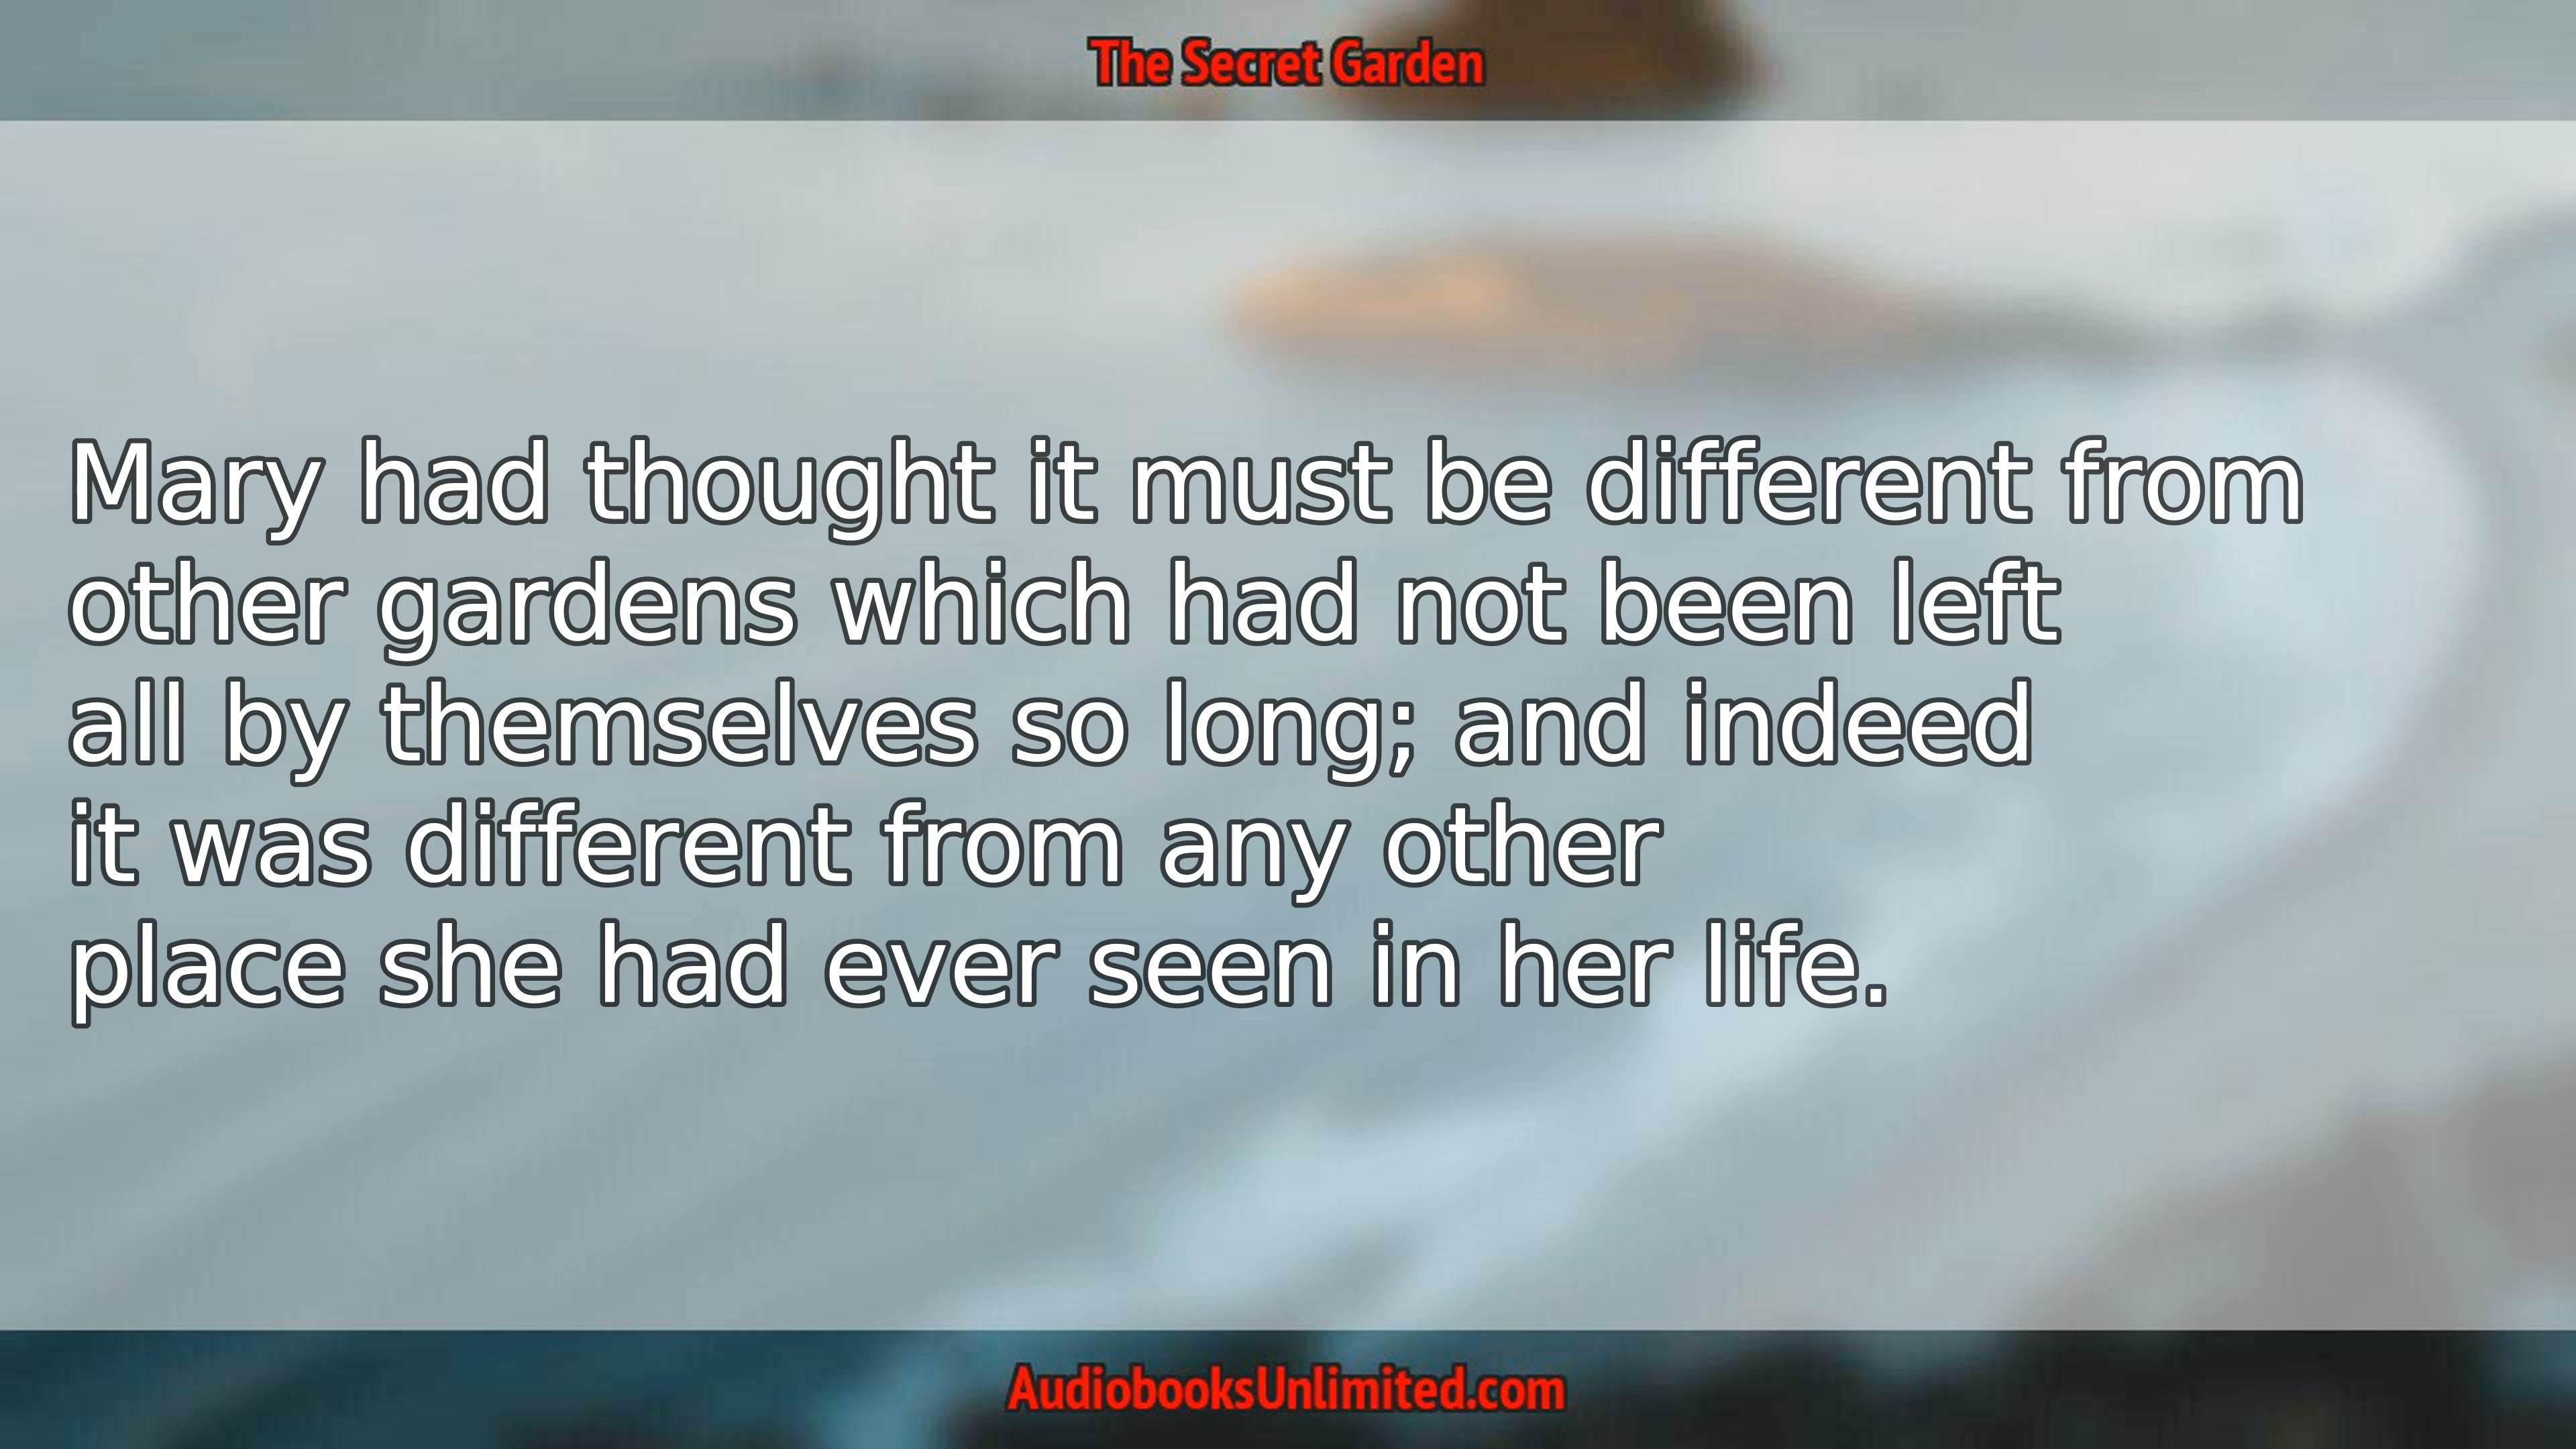 The Secret Garden
Mary had thought it must be different from
other gardens which had not been left
all by themselves so long; and indeed
it was different from any other
place she had ever seen in her life.
AudiobooksUnlimited.com